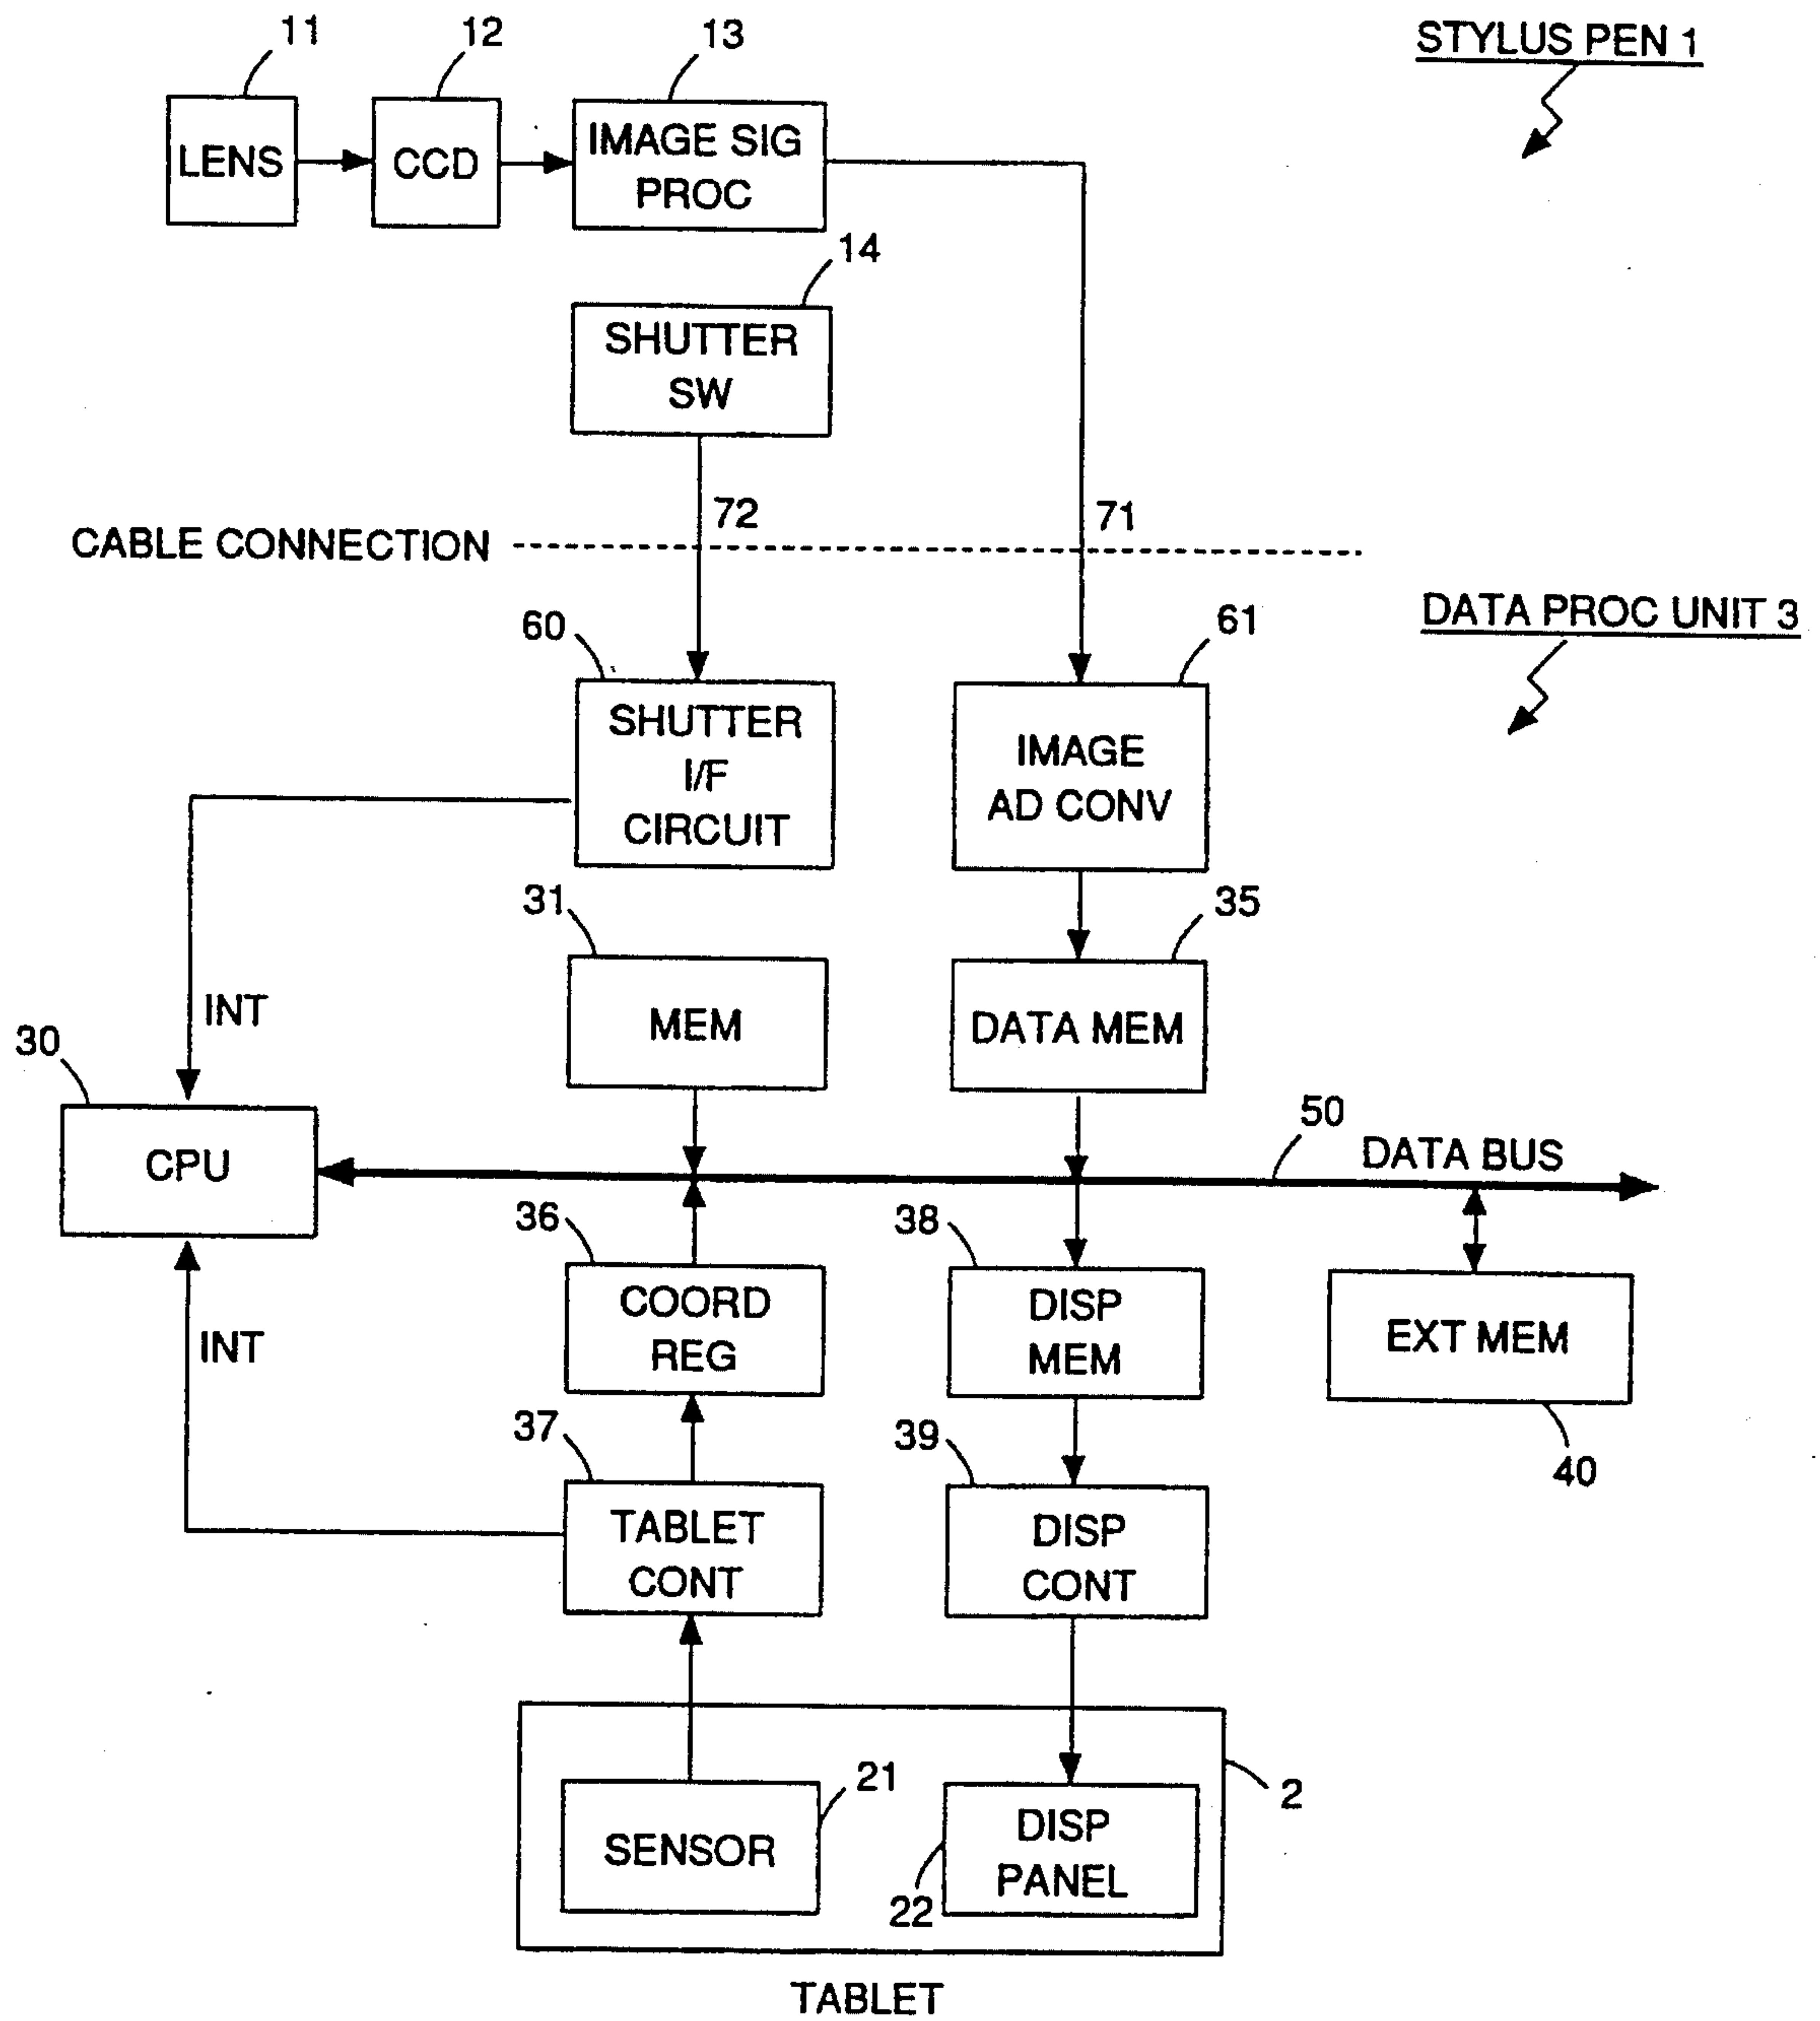 11
12
13
STYLUS PEN 1
LENS
CCD
IMAGE SIG
PROC
14
SHUTTER
SW
72
71
CABLE CONNECTION
DATA PROC UNIT 3
60
61
SHUTTER
I/F
CIRCUIT
IMAGE
AD CONV
31
35
INT
MEM
DATA MEM
30
CPU
50
DATA BUS
36
38
COORD
REG
DISP
MEM
EXT MEM
INT
37
39
40
TABLET
CONT
DISP
CONT
21
2
SENSOR
DISP
PANEL
22
TABLET